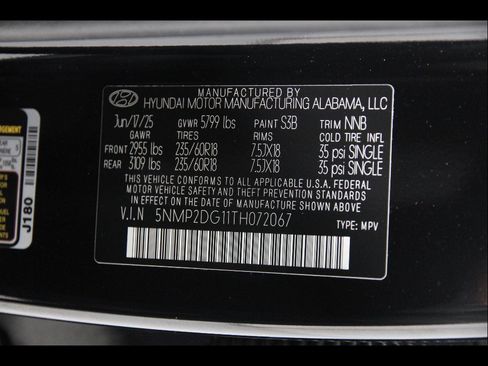 MANUFACTURED BY
HYUNDAI MOTOR MANUFACTURING ALABAMA, LLC
Jun/17/25 GVWR 5799 lbs PAINT S3B TRIM NNB
GAWR TIRES RIMS COLD TIRE INFL
FRONT 2955 lbs 235/60R18 7.5JX18 35 psi SINGLE
REAR 3109 lbs 235/60R18 7.5JX18 35 psi SINGLE
THIS VEHICLE CONFORMS TO ALL APPLICABLE U.S.A. FEDERAL
MOTOR VEHICLE SAFETY AND THEFT PREVENTION STANDARDS
IN EFFECT ON THE DATE OF MANUFACTURE SHOWN ABOVE.
V.I.N 5NMP2DG11TH072067
TYPE: MPV
J180